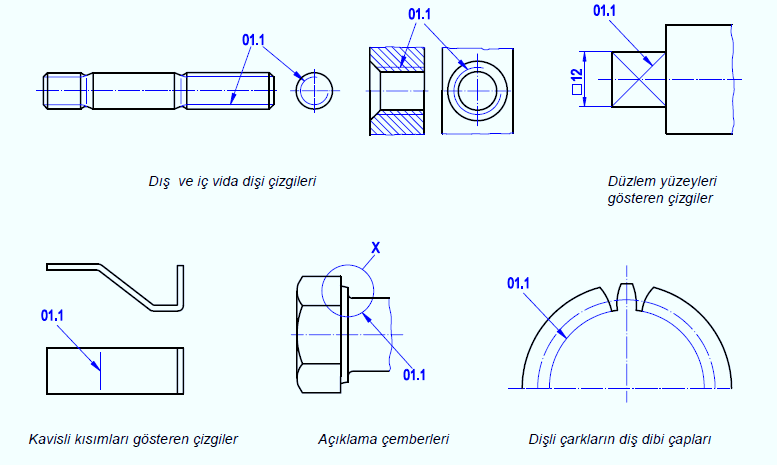 01.1
01.1
01.1
□12
Dış ve iç vida dişi çizgileri
Düzlem yüzeyleri
gösteren çizgiler
X
01.1
01.1
01.1
Kavisli kısımları gösteren çizgiler
Açıklama çemberleri
Dişli çarkların diş dibi çapları